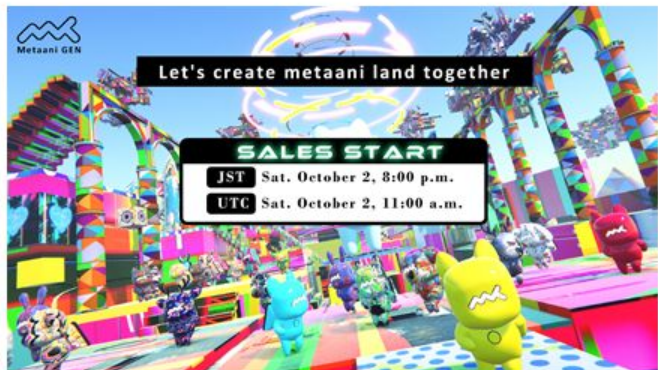 Metaani GEN
Let's create metaani land together
SALES START
JST Sat. October 2, 8:00 p.m.
UTC Sat. October 2, 11:00 a.m.